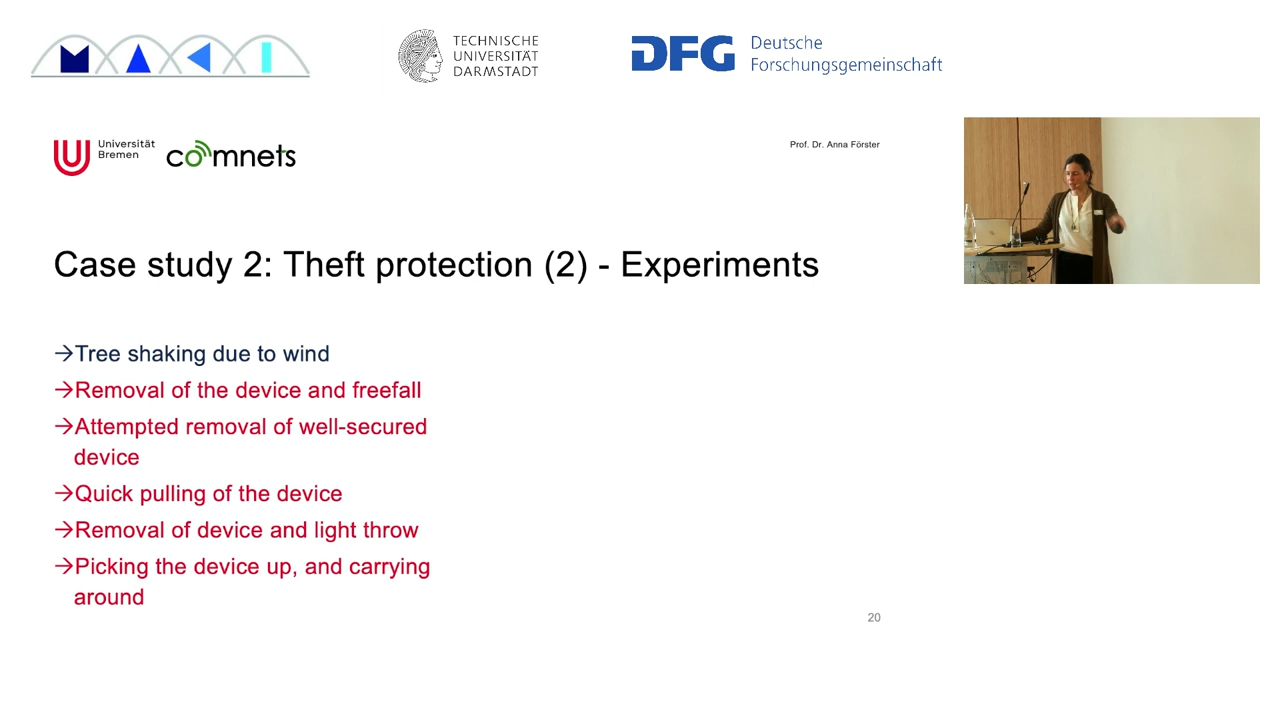 MAKI
TECHNISCHE
UNIVERSITÄT
DARMSTADT
DFG
Deutsche
Forschungsgemeinschaft
Universität
Bremen
comnets
Prof. Dr. Anna Förster
Case study 2: Theft protection (2) - Experiments
→Tree shaking due to wind
→Removal of the device and freefall
→Attempted removal of well-secured
device
→Quick pulling of the device
→Removal of device and light throw
→Picking the device up, and carrying
around
20